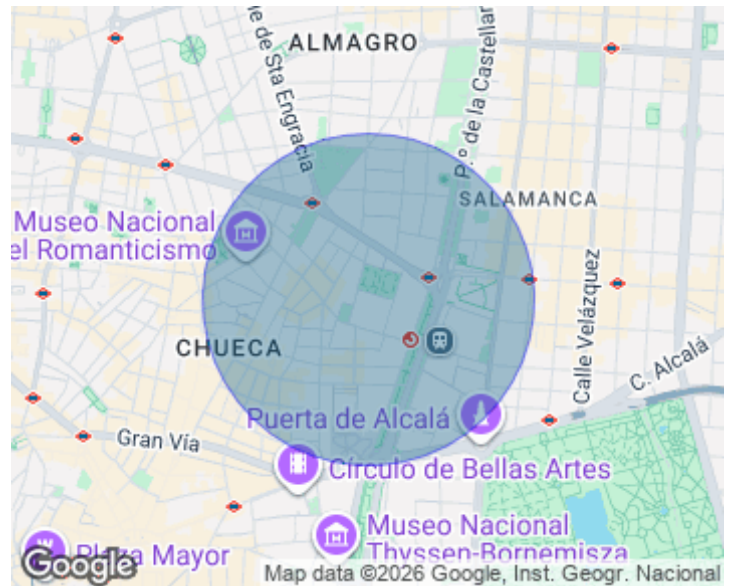 ALMAGRO
e de Sta Engracia
P.º de la Castellan
SALAMANCA
Museo Nacional
el Romanticismo
CHUECA
Calle Velázquez
C. Alcalá
Puerta de Alcalá
Gran Vía
Círculo de Bellas Artes
Museo Nacional
Thyssen-Bornemisza
Plaza Mayor
Google
Map data ©2026 Google, Inst. Geogr. Nacional